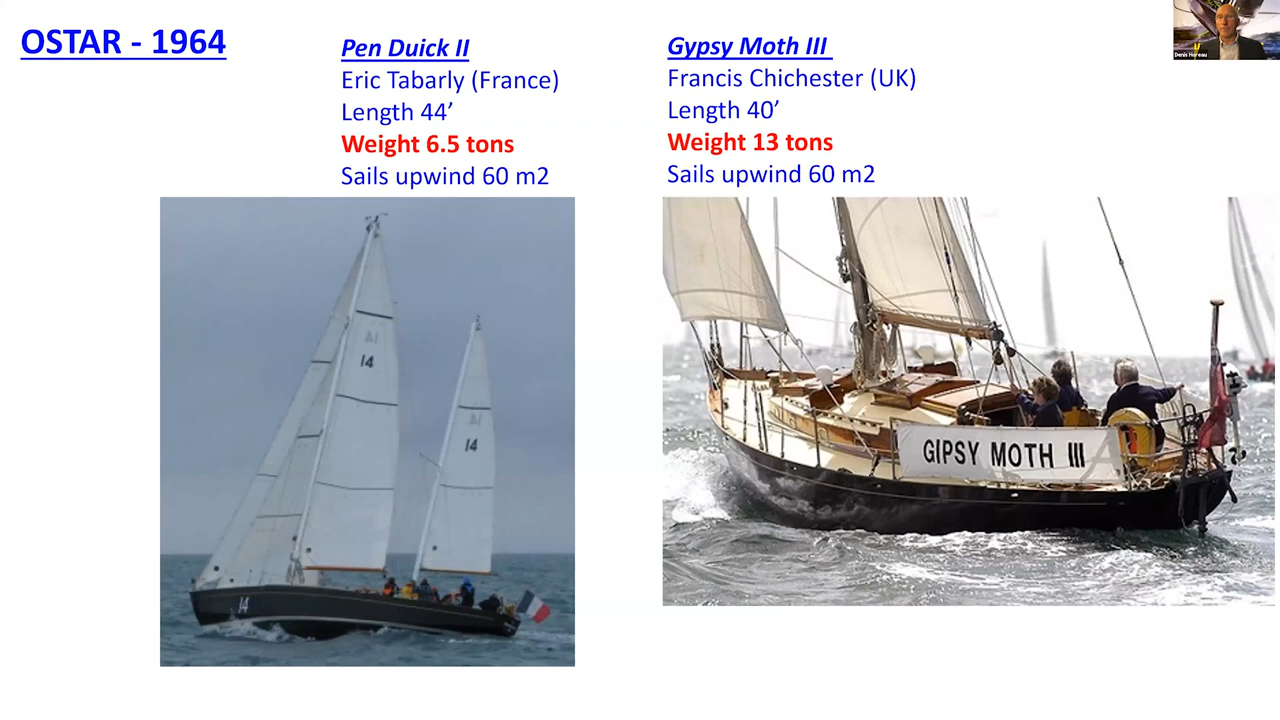 OSTAR - 1964
Pen Duick II
Eric Tabarly (France)
Length 44’
Weight 6.5 tons
Sails upwind 60 m2
Gypsy Moth III
Francis Chichester (UK)
Length 40’
Weight 13 tons
Sails upwind 60 m2
Denis Horeau
14
14
14
GIPSY MOTH III